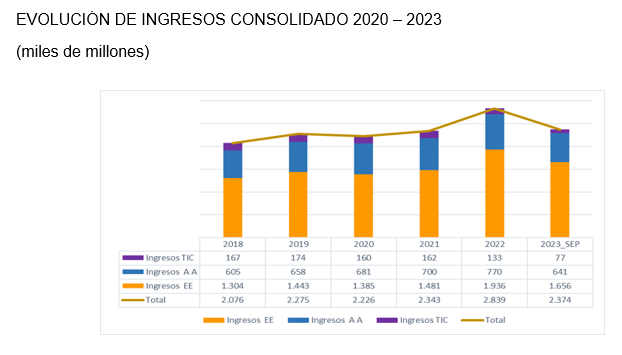 EVOLUCIÓN DE INGRESOS CONSOLIDADO 2020 – 2023
(miles de millones)
2018 2019 2020 2021 2022 2023_SEP
Ingresos TIC 167 174 160 162 133 77
Ingresos A A 605 658 681 700 770 641
Ingresos EE 1.304 1.443 1.385 1.481 1.936 1.656
Total 2.076 2.275 2.226 2.343 2.839 2.374
Ingresos EE Ingresos A A Ingresos TIC Total